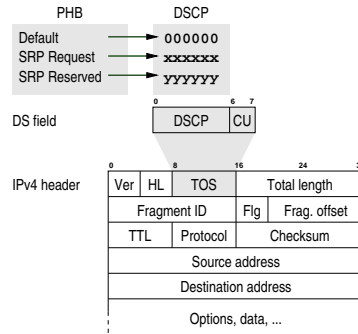 PHB DSCP
Default 000000
SRP Request xxxxxx
SRP Reserved yyyyyy
0 6 7
DS field DSCP CU
0 8 16 24
IPv4 header Ver HL TOS Total length
Fragment ID Flg Frag. offset
TTL Protocol Checksum
Source address
Destination address
Options, data, ...